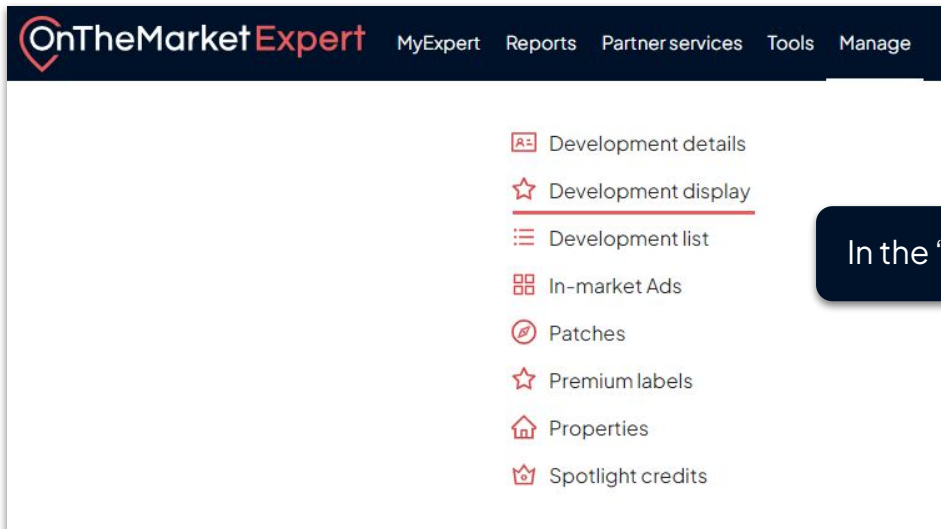 OnTheMarket Expert MyExpert Reports Partner services Tools Manage
Development details
Development display
Development list
In the ‘
In-market Ads
Patches
Premium labels
Properties
Spotlight credits